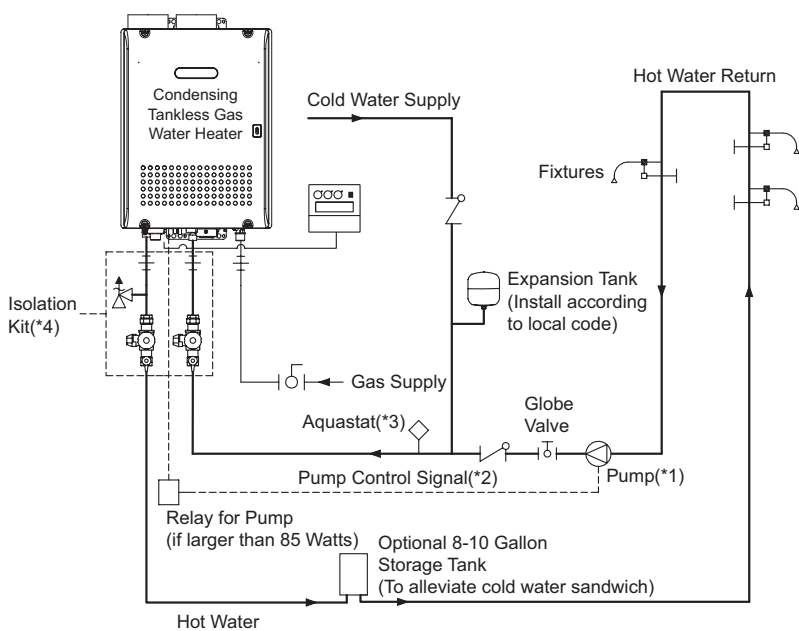 Hot Water Return
Condensing
Tankless Gas
Water Heater
Cold Water Supply
Fixtures
Expansion Tank
(Install according
to local code)
Isolation
Kit(*4)
Gas Supply
Globe
Valve
Aquastat(*3)
Pump Control Signal(*2)
Pump(*1)
Relay for Pump
(if larger than 85 Watts)
Optional 8-10 Gallon
Storage Tank
(To alleviate cold water sandwich)
Hot Water